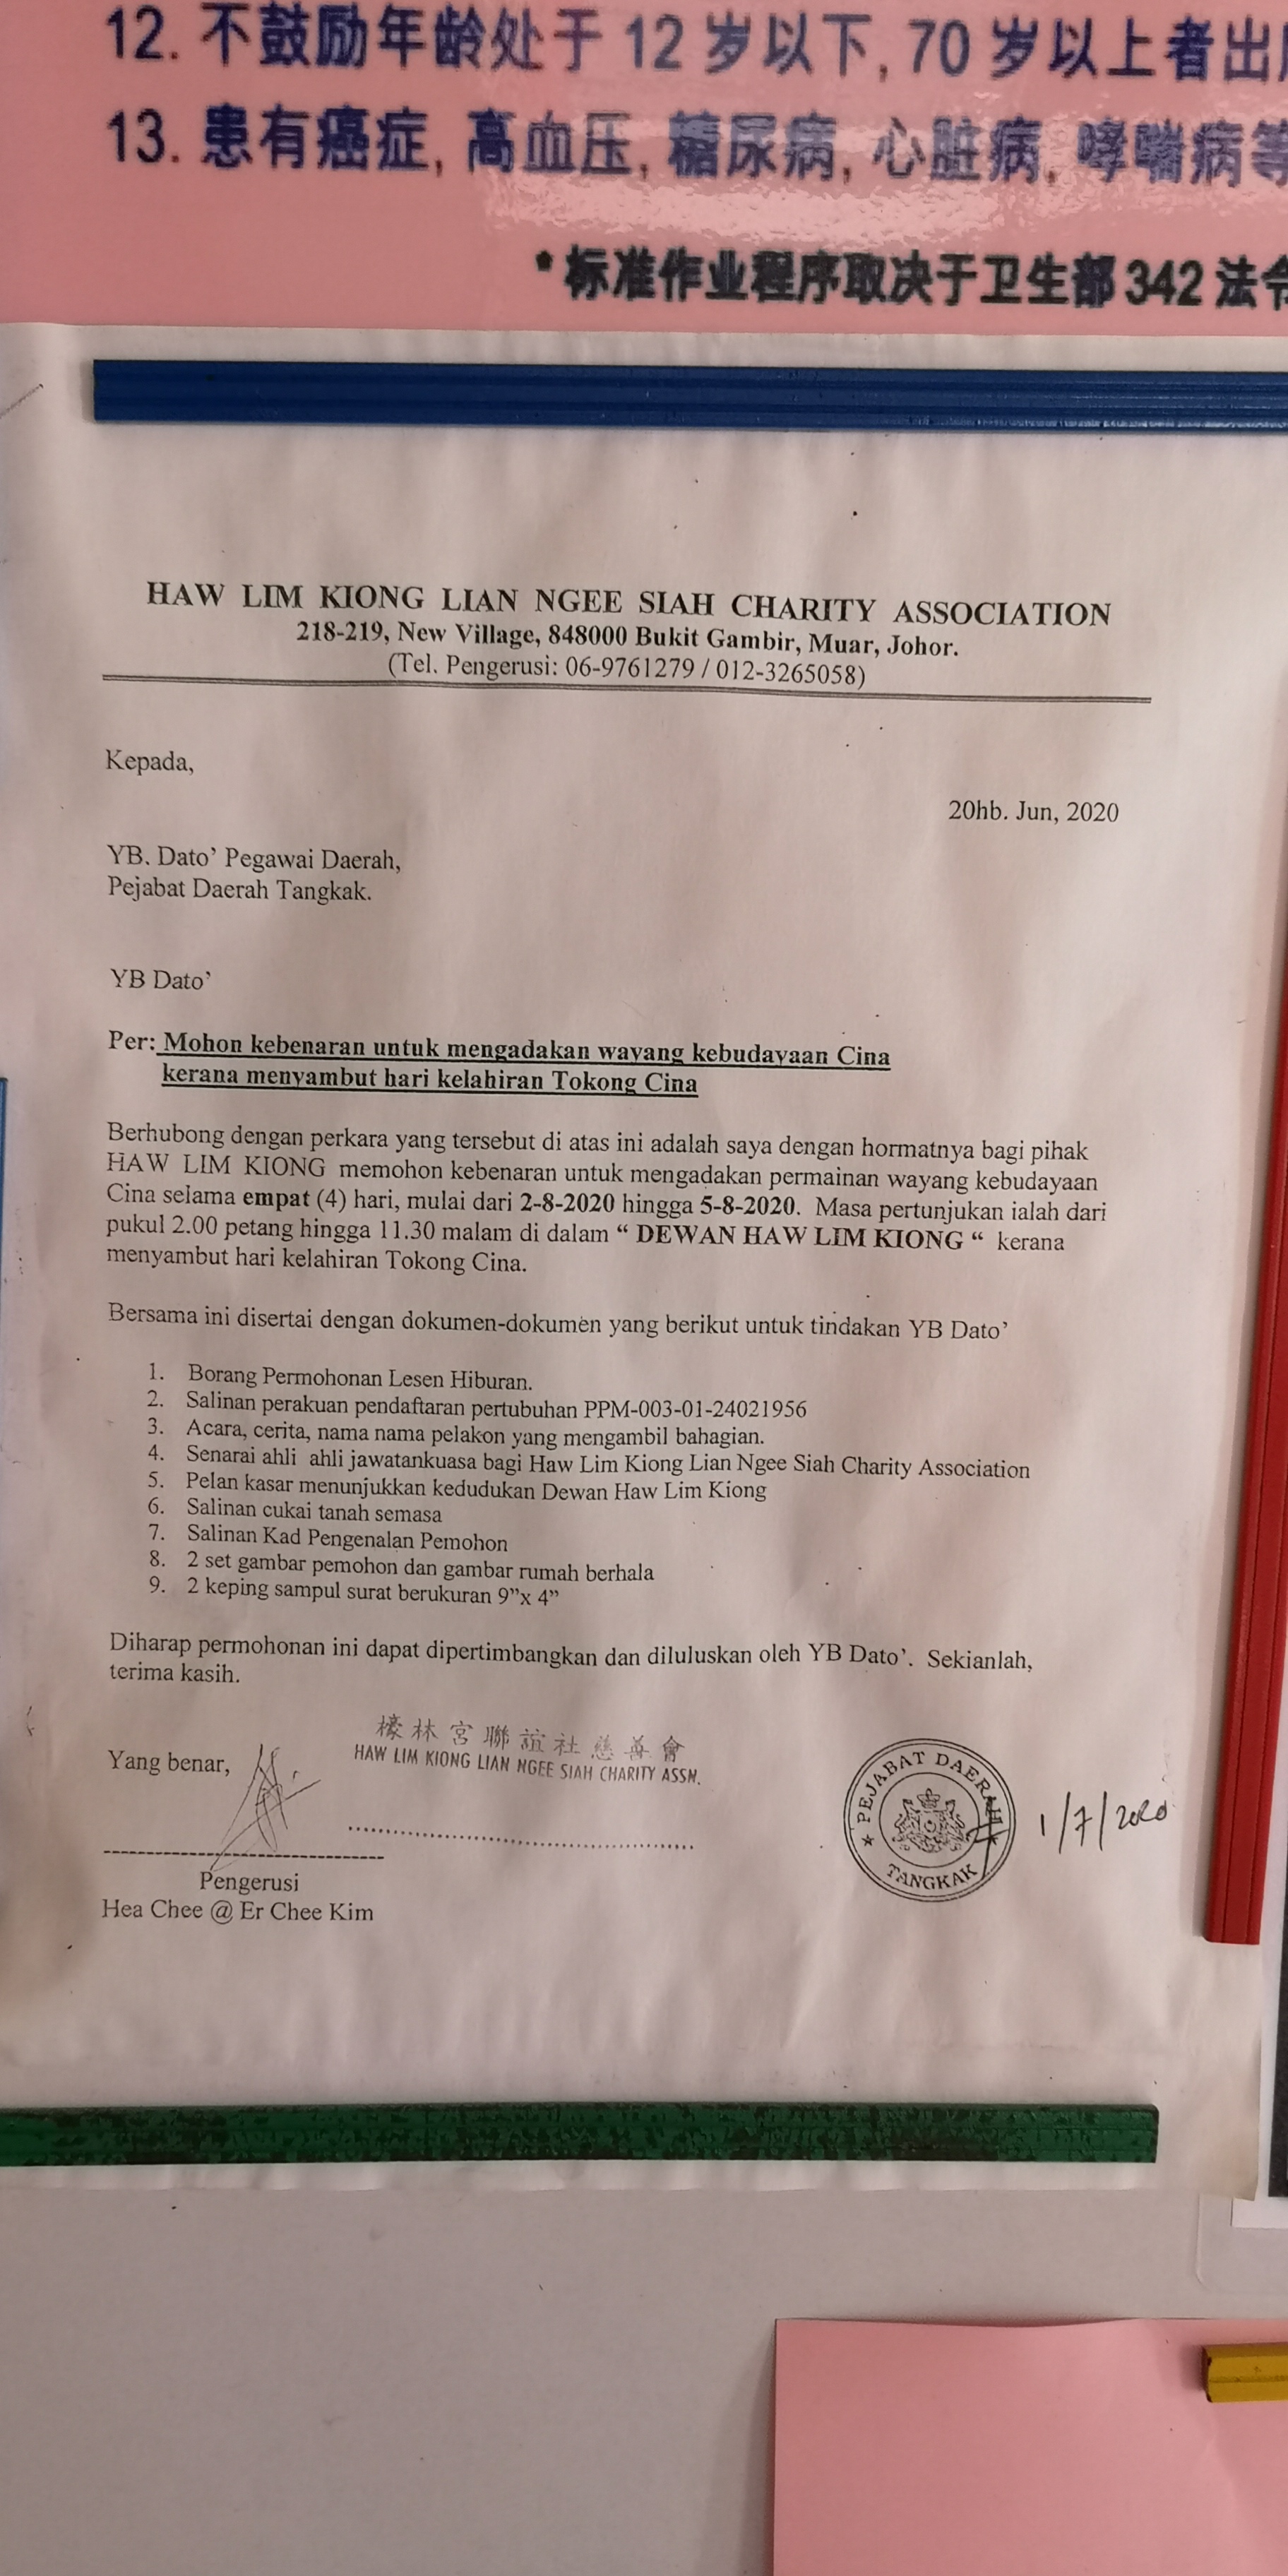 12. 不鼓励年龄处于 12 岁以下, 70 岁以上者出
13. 患有癌症, 高血压, 糖尿病, 心脏病, 哮喘病等
*标准作业程序取决于卫生部 342 法令
HAW LIM KIONG LIAN NGEE SIAH CHARITY ASSOCIATION
218-219, New Village, 848000 Bukit Gambir, Muar, Johor.
(Tel. Pengerusi: 06-9761279 / 012-3265058)
Kepada,
20hb. Jun, 2020
YB. Dato’ Pegawai Daerah,
Pejabat Daerah Tangkak.
YB Dato’
Per: Mohon kebenaran untuk mengadakan wayang kebudayaan Cina
kerana menyambut hari kelahiran Tokong Cina
Berhubong dengan perkara yang tersebut di atas ini adalah saya dengan hormatnya bagi pihak
HAW LIM KIONG memohon kebenaran untuk mengadakan permainan wayang kebudayaan
Cina selama empat (4) hari, mulai dari 2-8-2020 hingga 5-8-2020. Masa pertunjukan ialah dari
pukul 2.00 petang hingga 11.30 malam di dalam “ DEWAN HAW LIM KIONG “ kerana
menyambut hari kelahiran Tokong Cina.
Bersama ini disertai dengan dokumen-dokumen yang berikut untuk tindakan YB Dato’
1. Borang Permohonan Lesen Hiburan.
2. Salinan perakuan pendaftaran pertubuhan PPM-003-01-24021956
3. Acara, cerita, nama nama pelakon yang mengambil bahagian.
4. Senarai ahli ahli jawatankuasa bagi Haw Lim Kiong Lian Ngee Siah Charity Association
5. Pelan kasar menunjukkan kedudukan Dewan Haw Lim Kiong
6. Salinan cukai tanah semasa
7. Salinan Kad Pengenalan Pemohon
8. 2 set gambar pemohon dan gambar rumah berhala
9. 2 keping sampul surat berukuran 9”x 4”
Diharap permohonan ini dapat dipertimbangkan dan diluluskan oleh YB Dato’. Sekianlah,
terima kasih.
Yang benar,
檺林宮聯誼社慈善會
HAW LIM KIONG LIAN NGEE SIAH CHARITY ASSN.
PEJABAT DAERAH
TANGKAK
1/7/2020
Pengerusi
Hea Chee @ Er Chee Kim